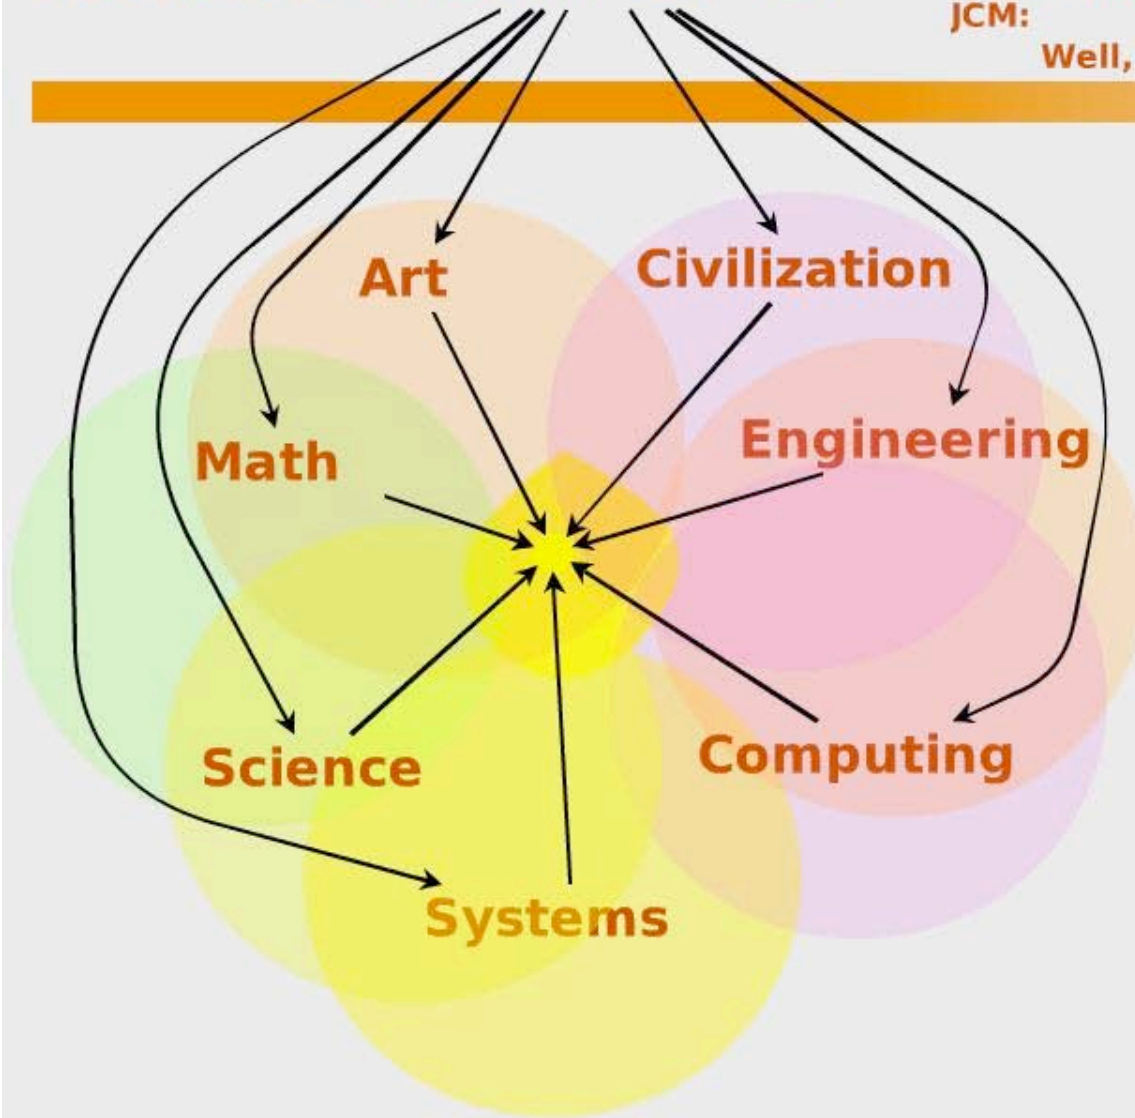 JCM:
Well,
Art
Civilization
Math
Engineering
Science
Computing
Systems